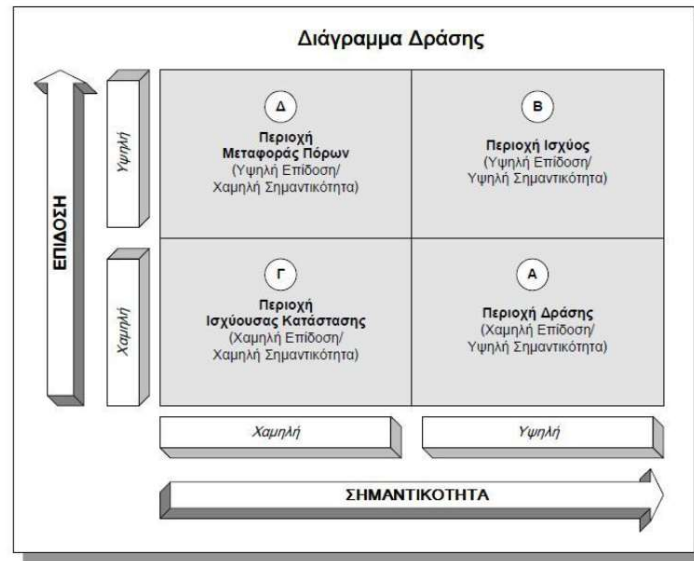 Διάγραμμα Δράσης
ΕΠΙΔΟΣΗ
Υψηλή
Δ
Περιοχή
Μεταφοράς Πόρων
(Υψηλή Επίδοση/
Χαμηλή Σημαντικότητα)
Β
Περιοχή Ισχύος
(Υψηλή Επίδοση/
Υψηλή Σημαντικότητα)
Χαμηλή
Γ
Περιοχή
Ισχύουσας Κατάστασης
(Χαμηλή Επίδοση/
Χαμηλή Σημαντικότητα)
Α
Περιοχή Δράσης
(Χαμηλή Επίδοση/
Υψηλή Σημαντικότητα)
Χαμηλή
Υψηλή
ΣΗΜΑΝΤΙΚΟΤΗΤΑ